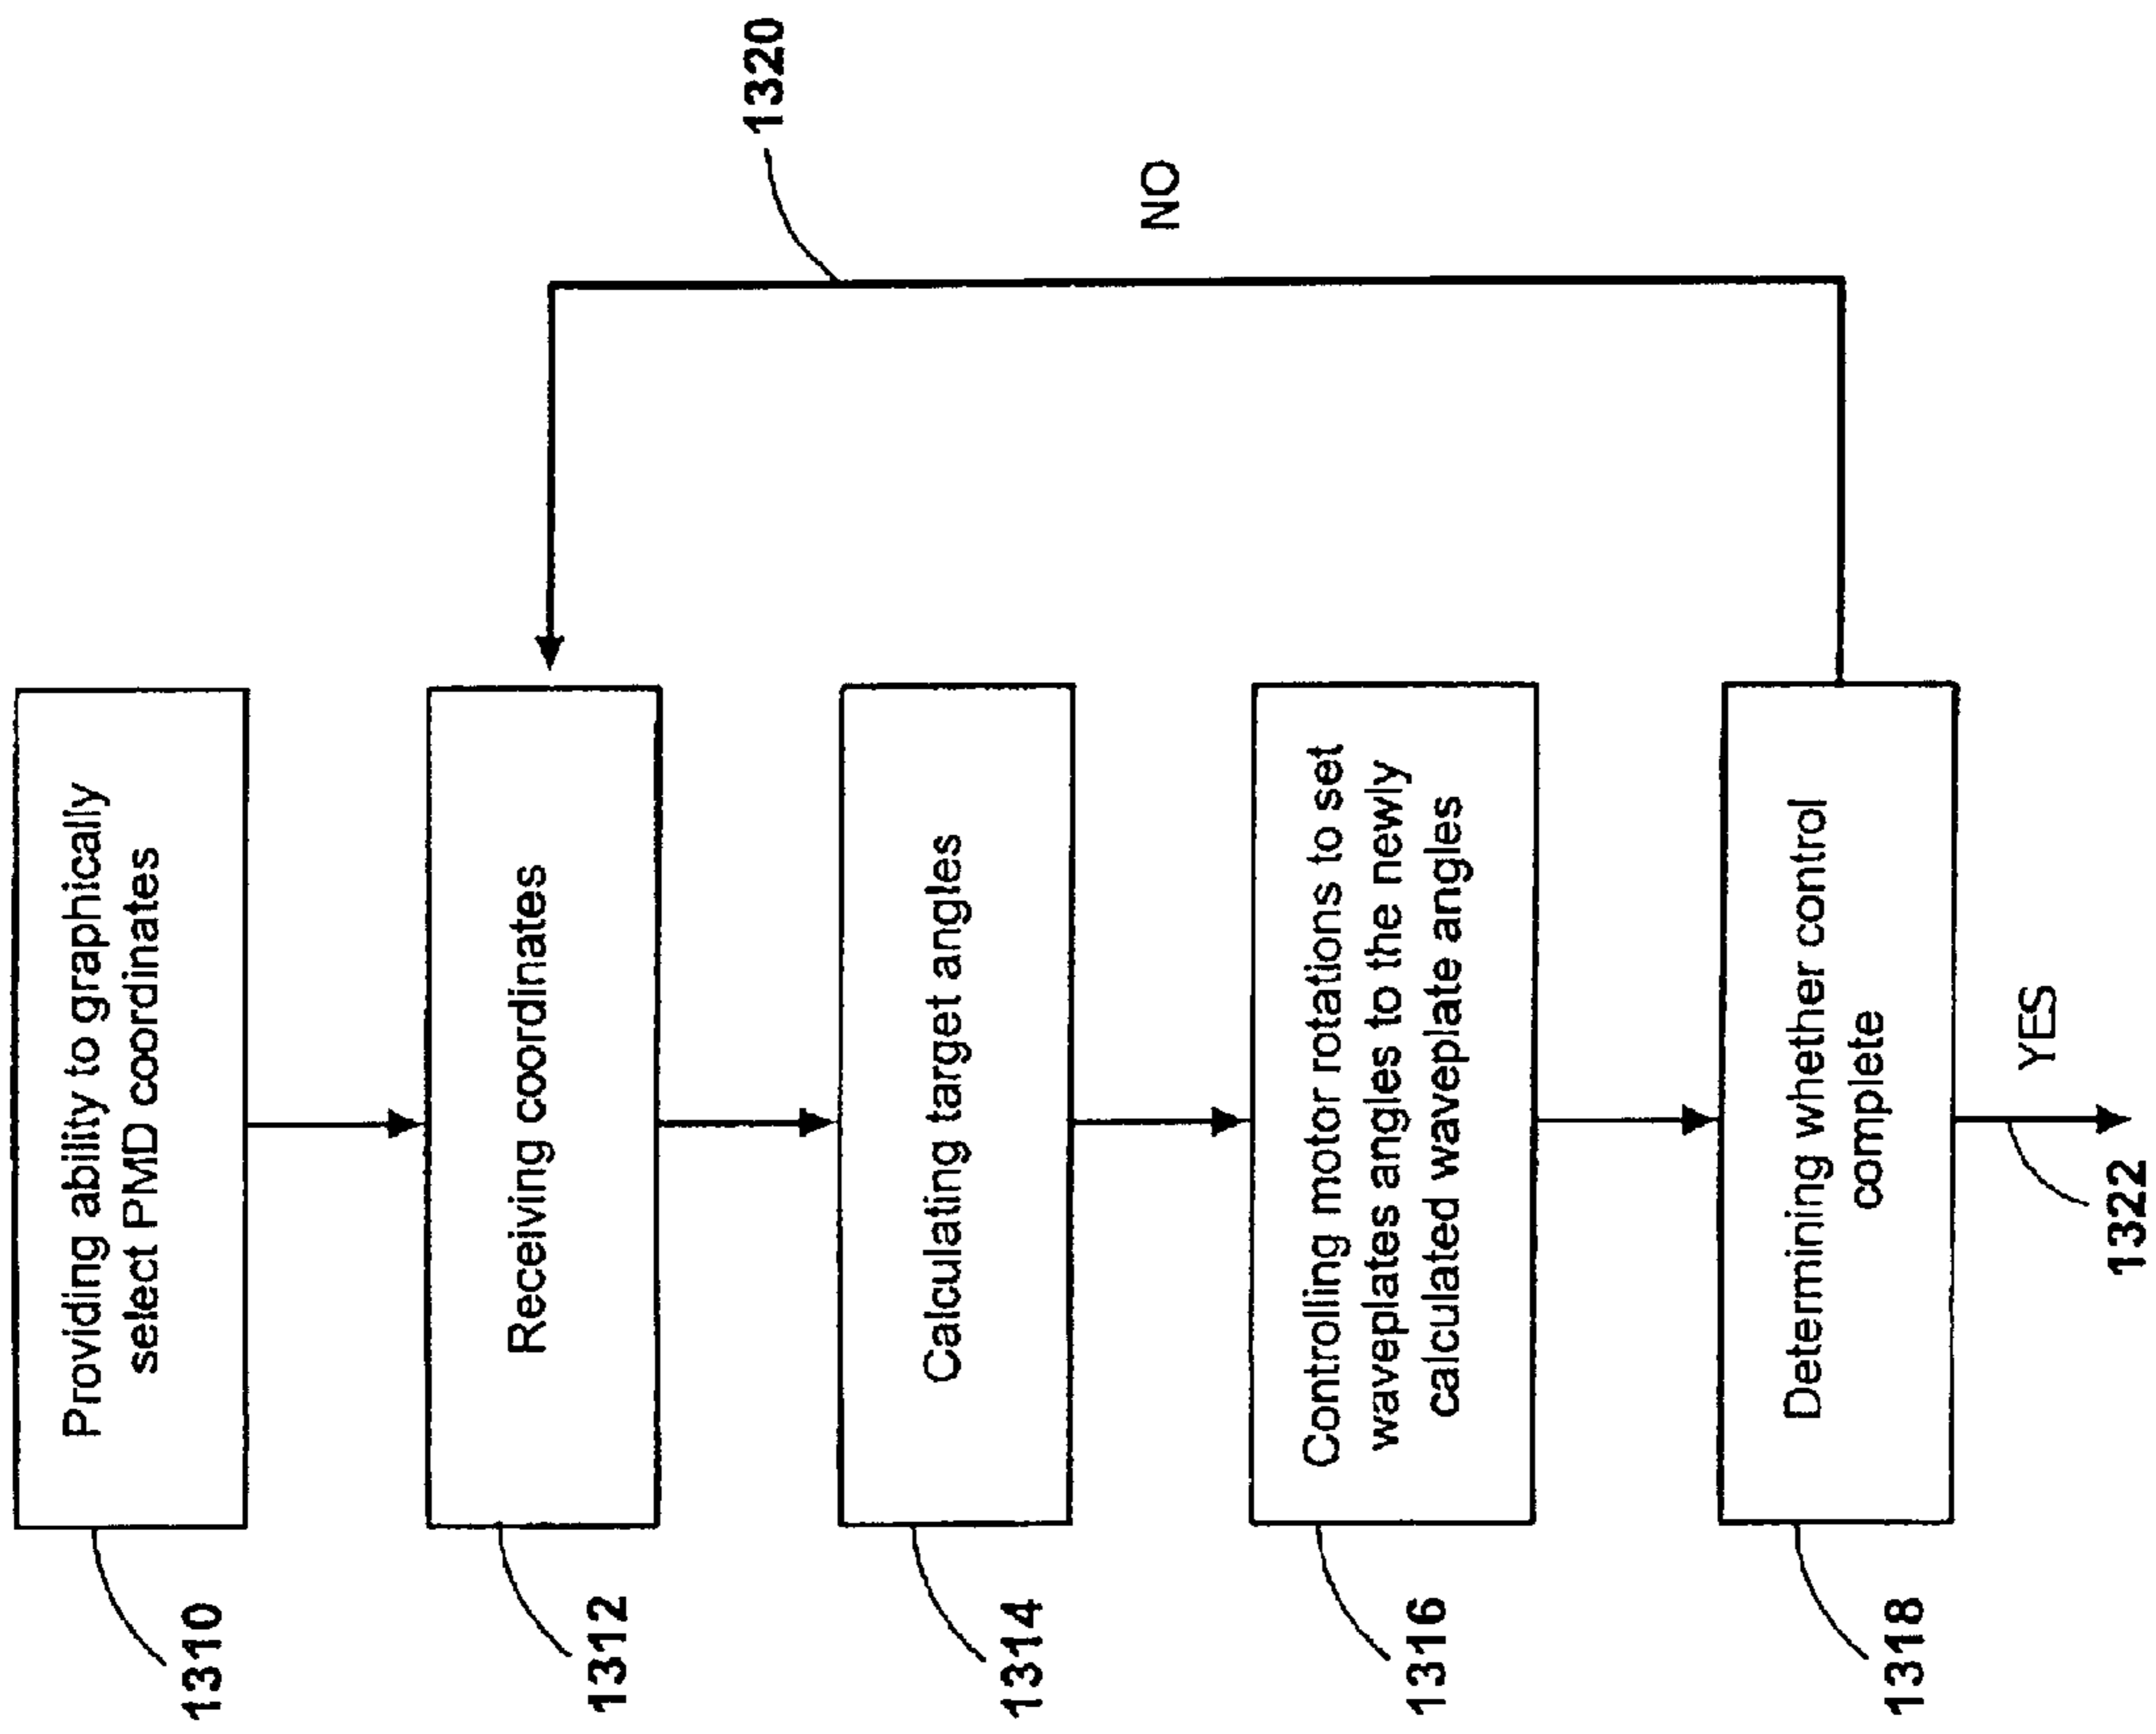 1310
Providing ability to graphically
select PMD coordinates
1312
Receiving coordinates
1314
Calculating target angles
1316
Controlling motor rotations to set
waveplates angles to the newly
calculated waveplate angles
1318
Determining whether control
complete
NO
1320
YES
1322